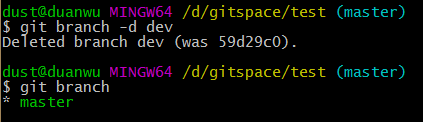 dust@duanwu MINGW64 /d/gitspace/test (master)
$ git branch -d dev
Deleted branch dev (was 59d29c0).
dust@duanwu MINGW64 /d/gitspace/test (master)
$ git branch
* master